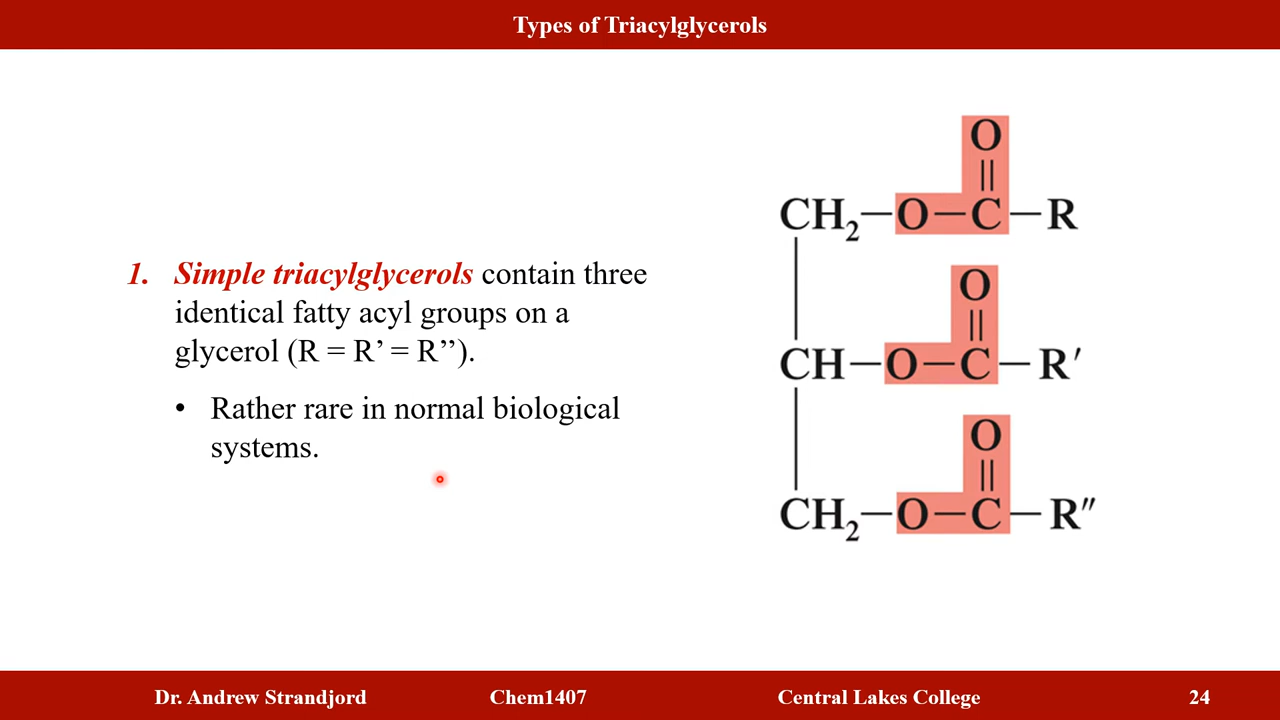 Types of Triacylglycerols
1. Simple triacylglycerols contain three
identical fatty acyl groups on a
glycerol (R = R’ = R’’).
• Rather rare in normal biological
systems.
O
||
CH₂—O—C—R
O
||
CH—O—C—R′
O
||
CH₂—O—C—R″
Dr. Andrew Strandjord Chem1407 Central Lakes College 24